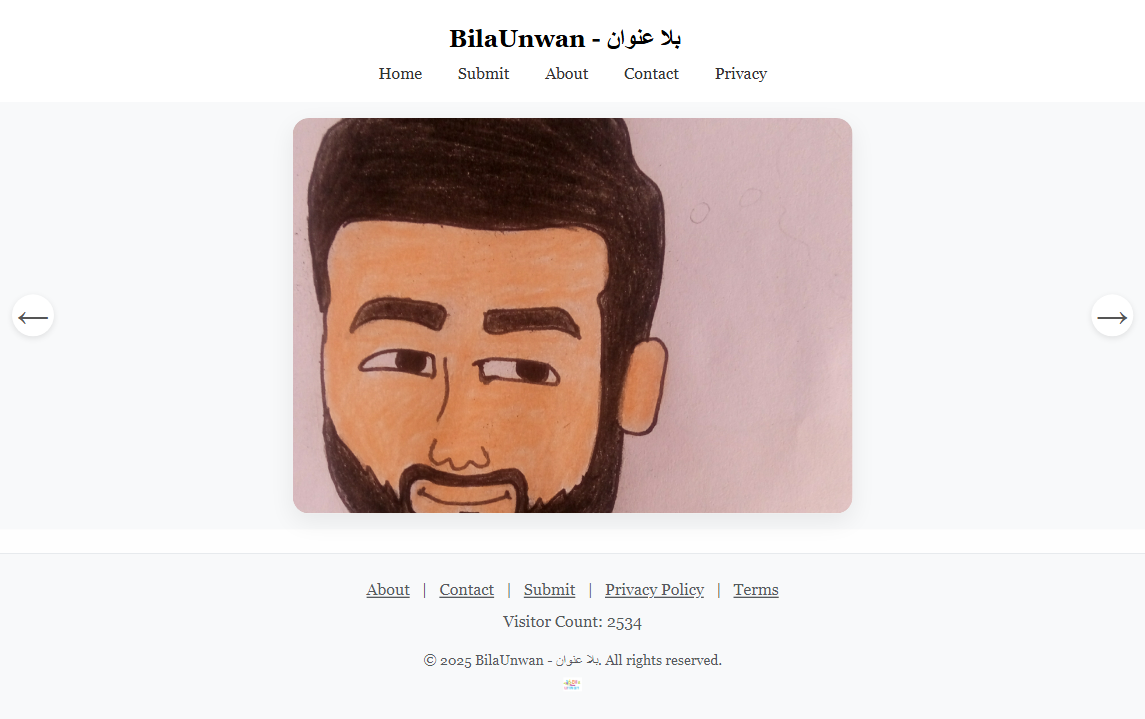 BilaUnwan - بلا عنوان
Home Submit About Contact Privacy
About | Contact | Submit | Privacy Policy | Terms
Visitor Count: 2534
© 2025 BilaUnwan - بلا عنوان. All rights reserved.